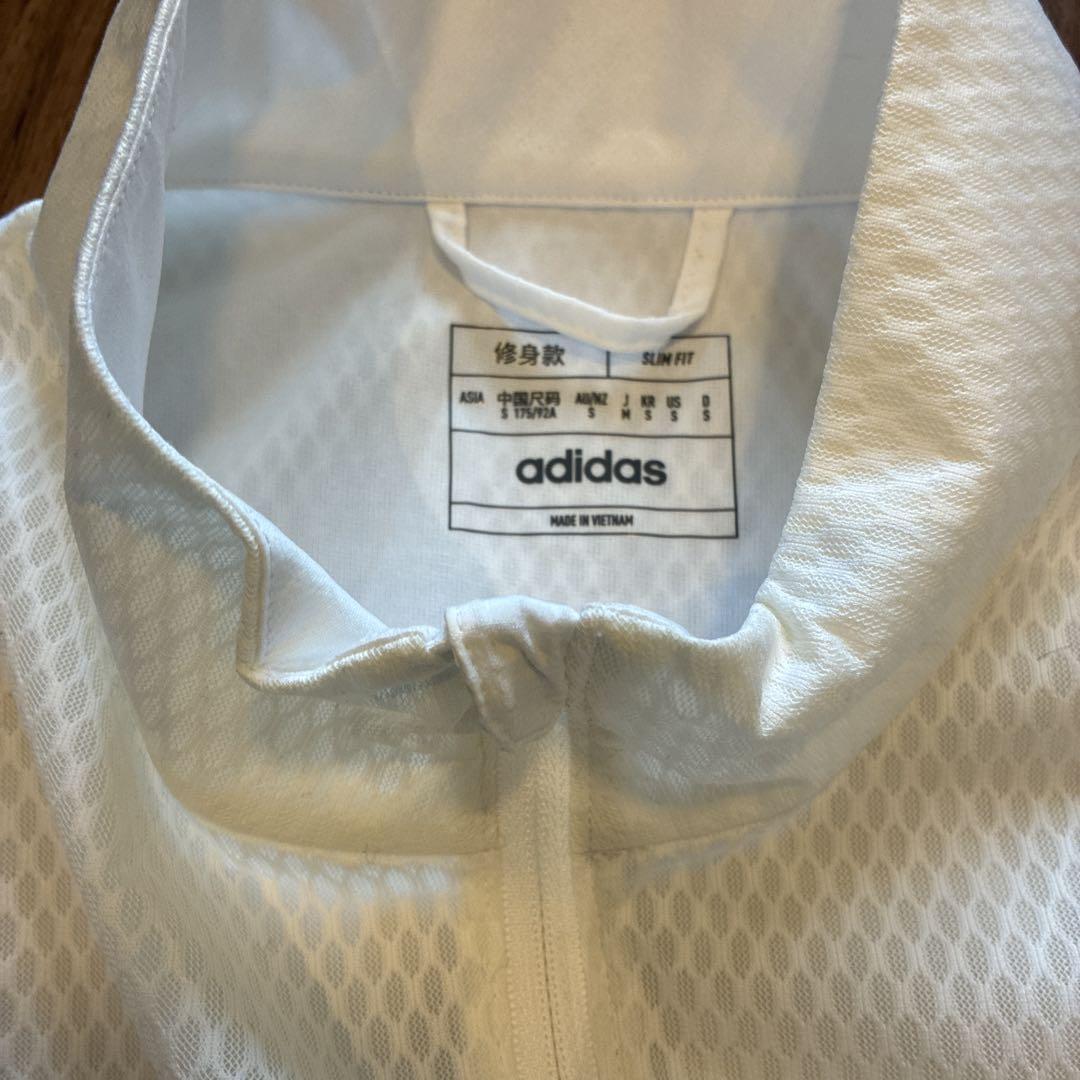 修身款 SLIM FIT
ASIA 中国尺码 AU/NZ J KR US D
S 175/92A S M S S S
adidas
MADE IN VIETNAM